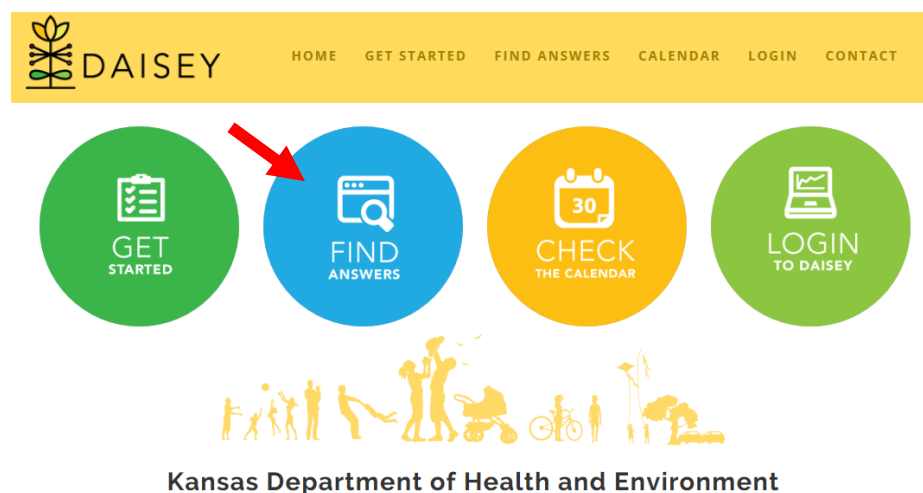 DAISEY
HOME GET STARTED FIND ANSWERS CALENDAR LOGIN CONTACT
GET
STARTED
FIND
ANSWERS
30
CHECK
THE CALENDAR
LOGIN
TO DAISEY
Kansas Department of Health and Environment